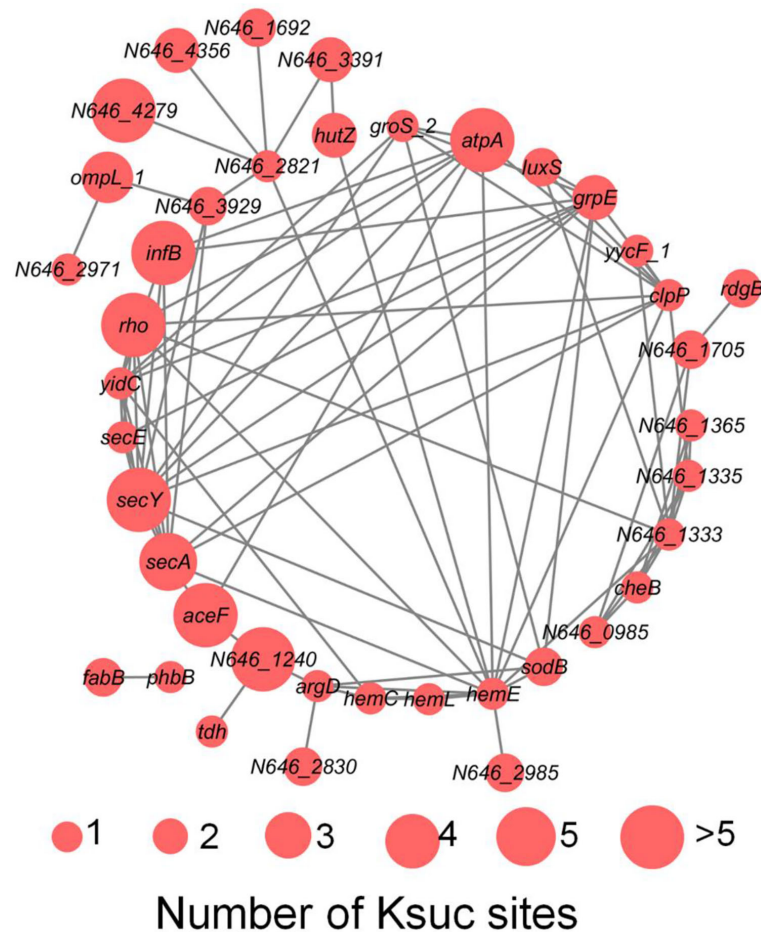 N646_1692
N646_4356
N646_3391
N646_4279
hutZ
groS_2
atpA
luxS
N646_2821
ompL_1
N646_3929
grpE
infB
yycF_1
N646_2971
clpP
rdgB
rho
N646_1705
yidC
N646_1365
secE
N646_1335
secY
N646_1333
secA
cheB
aceF
N646_0985
N646_1240
sodB
fabB
phbB
argD
hemC
hemL
hemE
tdh
N646_2830
N646_2985
1 2 3 4 5 >5
Number of Ksuc sites